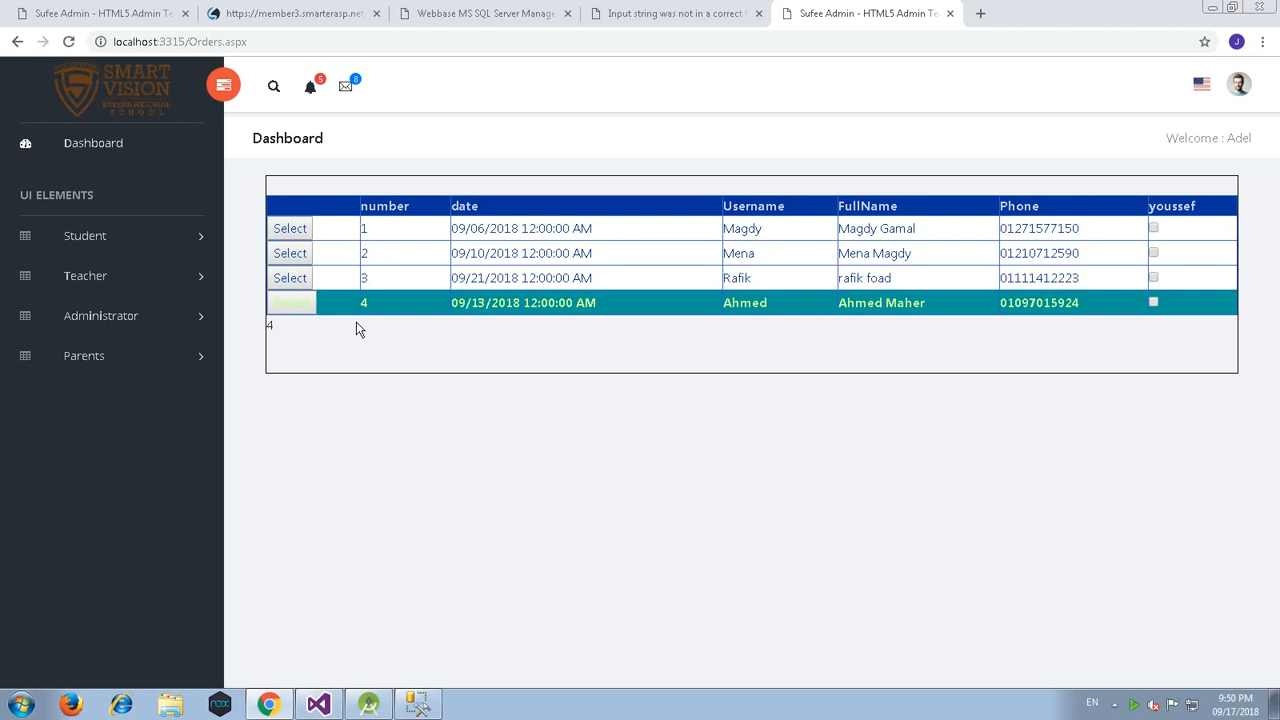 Sufee Admin - HTML5 Admin Te
https://member3.smarterasp.net
Webbase MS SQL Server Manage
Input string was not in a correct f
Sufee Admin - HTML5 Admin Te
localhost:3315/Orders.aspx
J
SMART
VISION
INTERNATIONAL
SCHOOL
5
8
Dashboard
Welcome : Adel
Dashboard
UI ELEMENTS
Student
Teacher
Administrator
Parents
number date Username FullName Phone youssef
Select 1 09/06/2018 12:00:00 AM Magdy Magdy Gamal 01271577150
Select 2 09/10/2018 12:00:00 AM Mena Mena Magdy 01210712590
Select 3 09/21/2018 12:00:00 AM Rafik rafik foad 01111412223
Select 4 09/13/2018 12:00:00 AM Ahmed Ahmed Maher 01097015924
4
nox
EN
9:50 PM
09/17/2018